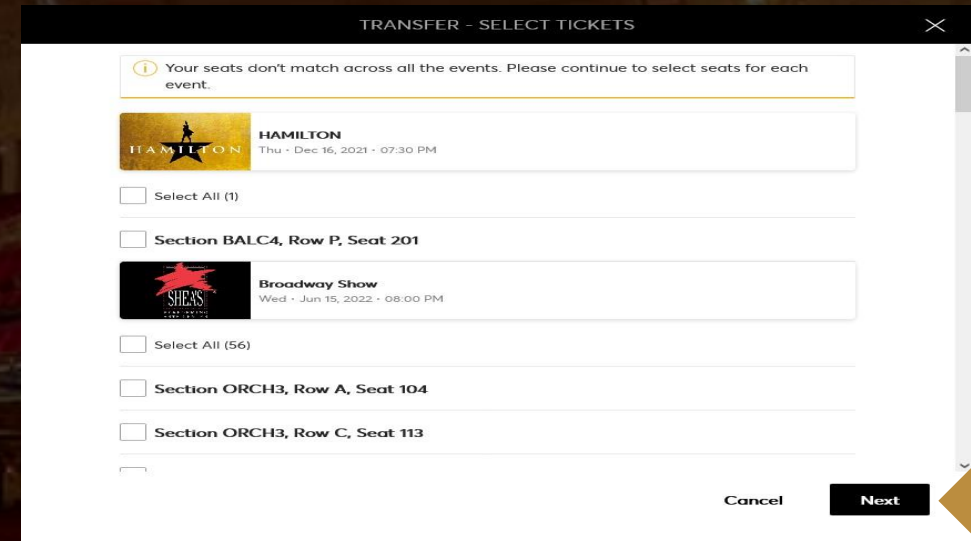 TRANSFER - SELECT TICKETS
Your seats don't match across all the events. Please continue to select seats for each
event.
HAMILTON
HAMILTON
Thu · Dec 16, 2021 · 07:30 PM
Select All (1)
Section BALC4, Row P, Seat 201
SHEA'S
Broadway Show
Wed · Jun 15, 2022 · 08:00 PM
Select All (56)
Section ORCH3, Row A, Seat 104
Section ORCH3, Row C, Seat 113
Cancel
Next